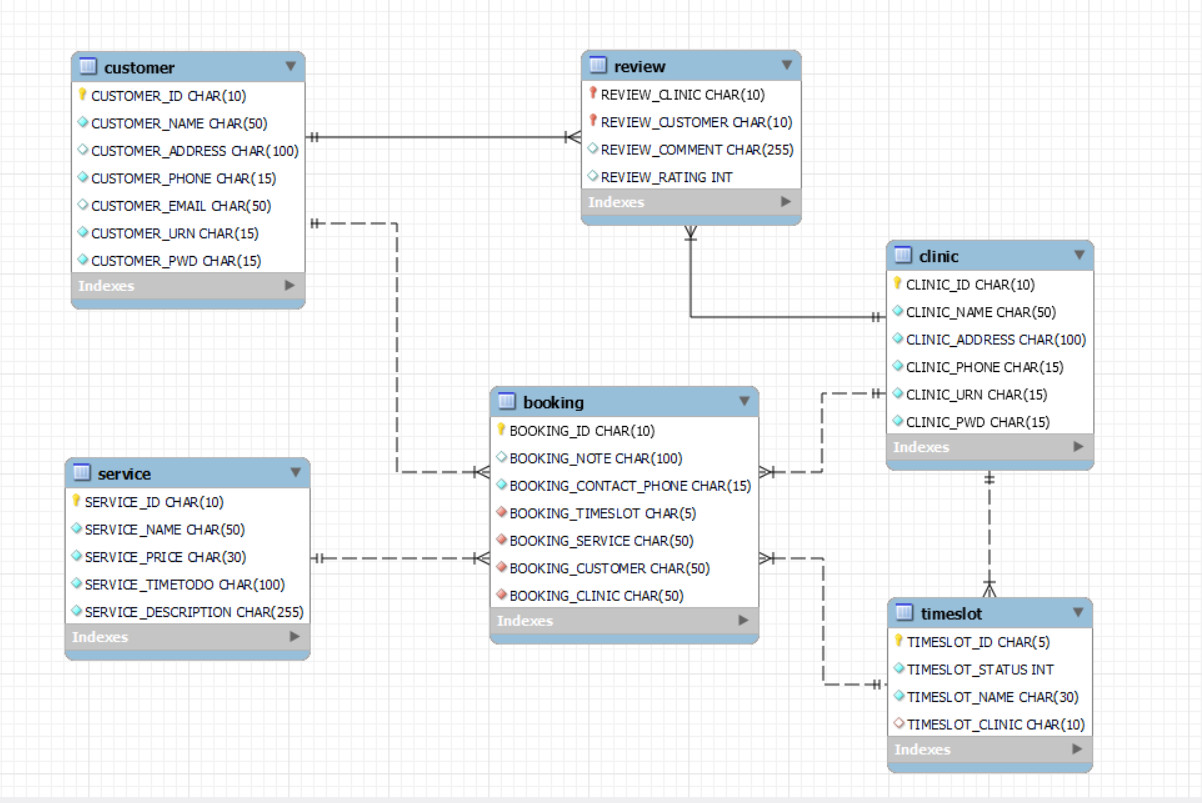 customer
CUSTOMER_ID CHAR(10)
CUSTOMER_NAME CHAR(50)
CUSTOMER_ADDRESS CHAR(100)
CUSTOMER_PHONE CHAR(15)
CUSTOMER_EMAIL CHAR(50)
CUSTOMER_URN CHAR(15)
CUSTOMER_PWD CHAR(15)
Indexes
review
REVIEW_CLINIC CHAR(10)
REVIEW_CUSTOMER CHAR(10)
REVIEW_COMMENT CHAR(255)
REVIEW_RATING INT
Indexes
clinic
CLINIC_ID CHAR(10)
CLINIC_NAME CHAR(50)
CLINIC_ADDRESS CHAR(100)
CLINIC_PHONE CHAR(15)
CLINIC_URN CHAR(15)
CLINIC_PWD CHAR(15)
Indexes
booking
BOOKING_ID CHAR(10)
BOOKING_NOTE CHAR(100)
BOOKING_CONTACT_PHONE CHAR(15)
BOOKING_TIMESLOT CHAR(5)
BOOKING_SERVICE CHAR(50)
BOOKING_CUSTOMER CHAR(50)
BOOKING_CLINIC CHAR(50)
Indexes
service
SERVICE_ID CHAR(10)
SERVICE_NAME CHAR(50)
SERVICE_PRICE CHAR(30)
SERVICE_TIMETODO CHAR(100)
SERVICE_DESCRIPTION CHAR(255)
Indexes
timeslot
TIMESLOT_ID CHAR(5)
TIMESLOT_STATUS INT
TIMESLOT_NAME CHAR(30)
TIMESLOT_CLINIC CHAR(10)
Indexes